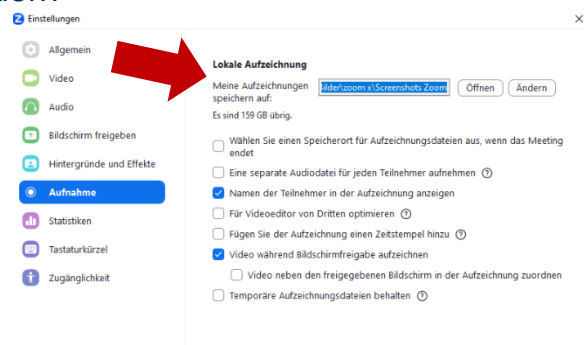 Einstellungen
Allgemein
Video
Audio
Bildschirm freigeben
Hintergründe und Effekte
Aufnahme
Statistiken
Tastaturkürzel
Zugänglichkeit
Lokale Aufzeichnung
Meine Aufzeichnungen speichern auf:
ilder\zoom x\Screenshots Zoom
Öffnen
Ändern
Es sind 159 GB übrig.
Wählen Sie einen Speicherort für Aufzeichnungsdateien aus, wenn das Meeting
endet
Eine separate Audiodatei für jeden Teilnehmer aufnehmen
Namen der Teilnehmer in der Aufzeichnung anzeigen
Für Videoeditor von Dritten optimieren
Fügen Sie der Aufzeichnung einen Zeitstempel hinzu
Video während Bildschirmfreigabe aufzeichnen
Video neben den freigegebenen Bildschirm in der Aufzeichnung zuordnen
Temporäre Aufzeichnungsdateien behalten